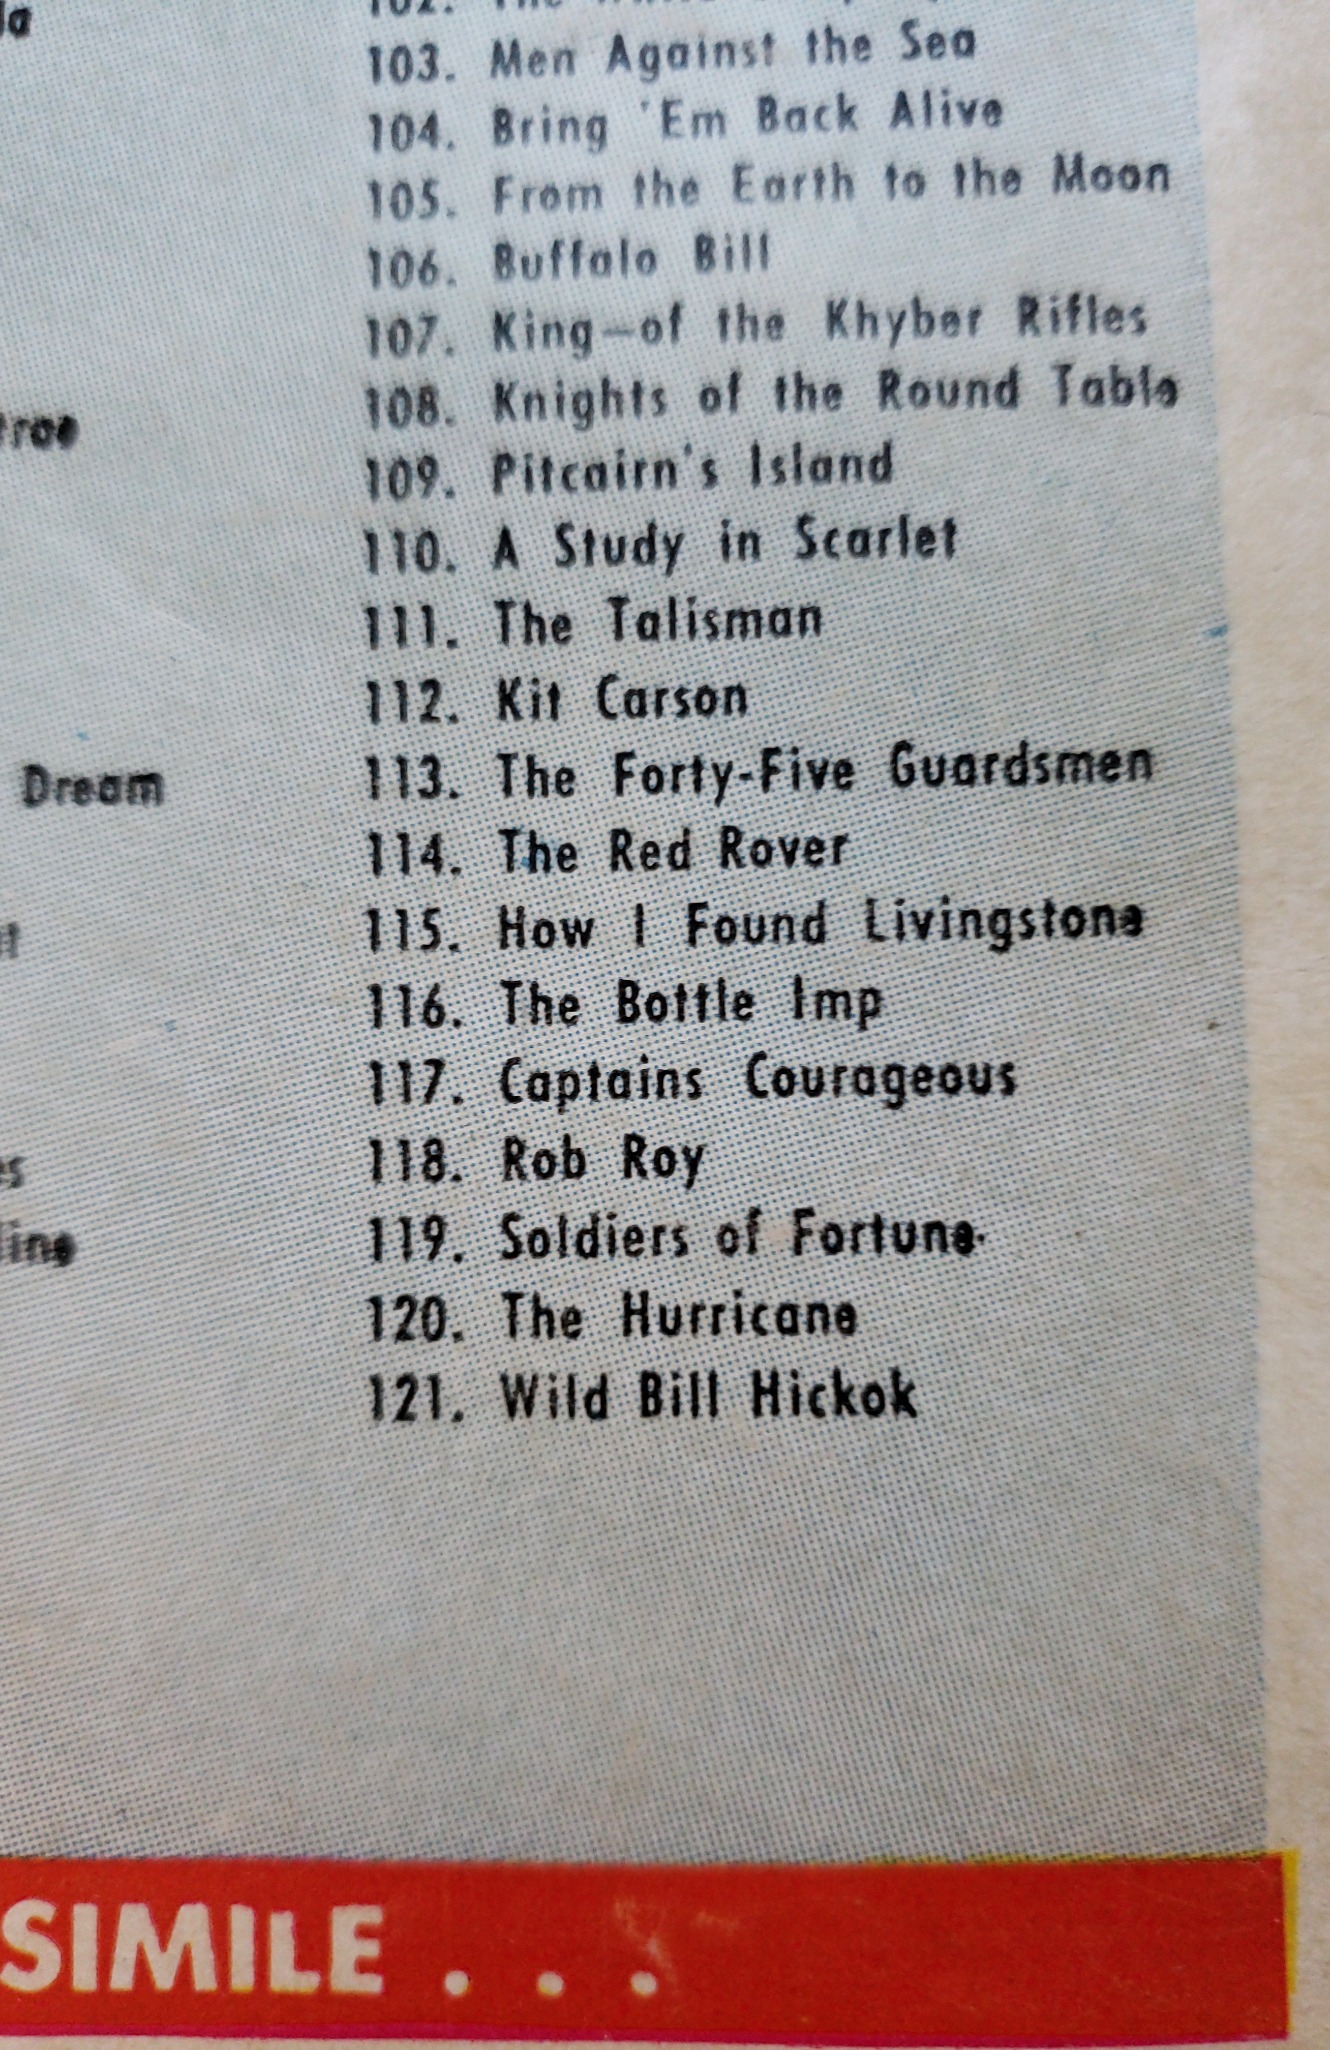 103. Men Against the Sea
104. Bring 'Em Back Alive
105. From the Earth to the Moon
106. Buffalo Bill
107. King—of the Khyber Rifles
108. Knights of the Round Table
109. Pitcairn's Island
110. A Study in Scarlet
111. The Talisman
112. Kit Carson
Dream
113. The Forty-Five Guardsmen
114. The Red Rover
115. How I Found Livingstone
116. The Bottle Imp
117. Captains Courageous
118. Rob Roy
119. Soldiers of Fortune
120. The Hurricane
121. Wild Bill Hickok
SIMILE . . .